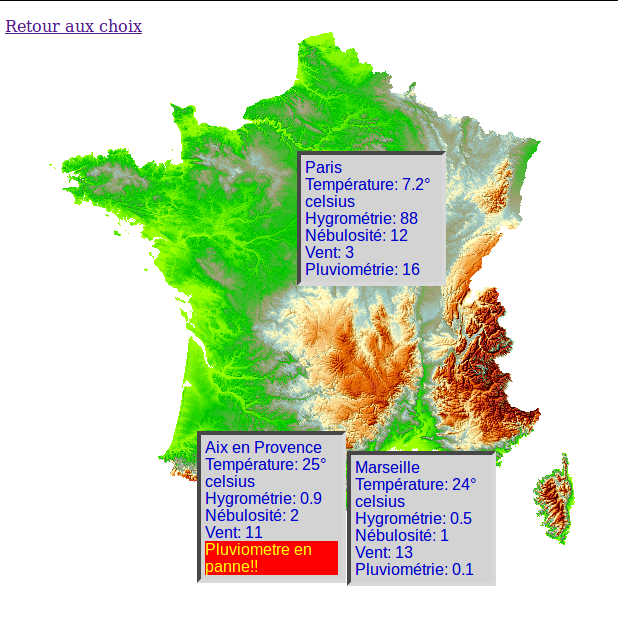 Retour aux choix
Paris
Température: 7.2°
celsius
Hygrométrie: 88
Nébulosité: 12
Vent: 3
Pluviométrie: 16
Aix en Provence
Température: 25°
celsius
Hygrométrie: 0.9
Nébulosité: 2
Vent: 11
Pluviometre en
panne!!
Marseille
Température: 24°
celsius
Hygrométrie: 0.5
Nébulosité: 1
Vent: 13
Pluviométrie: 0.1